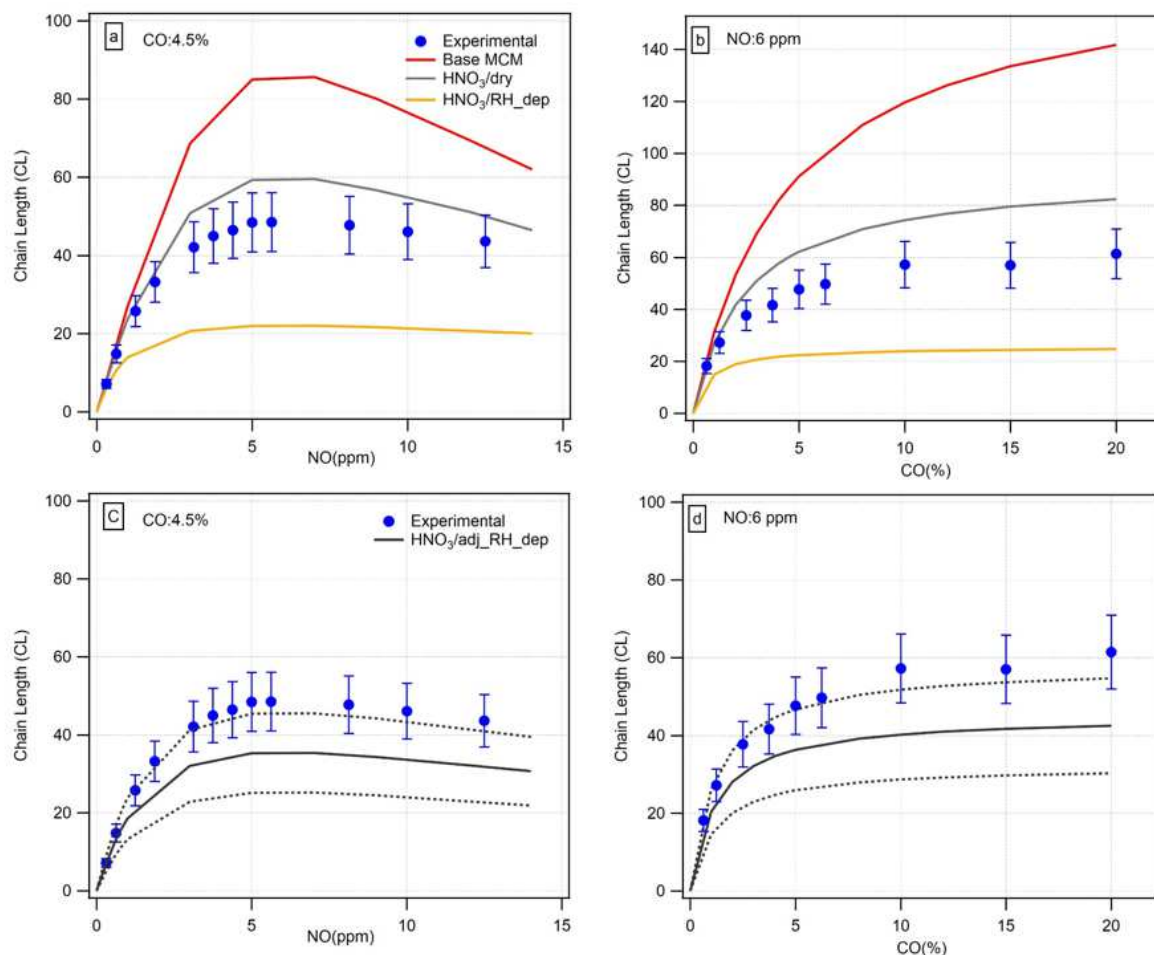 a
CO:4.5%
Experimental
Base MCM
HNO3/dry
HNO3/RH_dep
Chain Length (CL)
100
80
60
40
20
0
0
5
10
15
NO(ppm)
b
NO:6 ppm
Chain Length (CL)
140
120
100
80
60
40
20
0
0
5
10
15
20
CO(%)
C
CO:4.5%
Experimental
HNO3/adj_RH_dep
Chain Length (CL)
100
80
60
40
20
0
0
5
10
15
NO(ppm)
d
NO:6 ppm
Chain Length (CL)
100
80
60
40
20
0
0
5
10
15
20
CO(%)